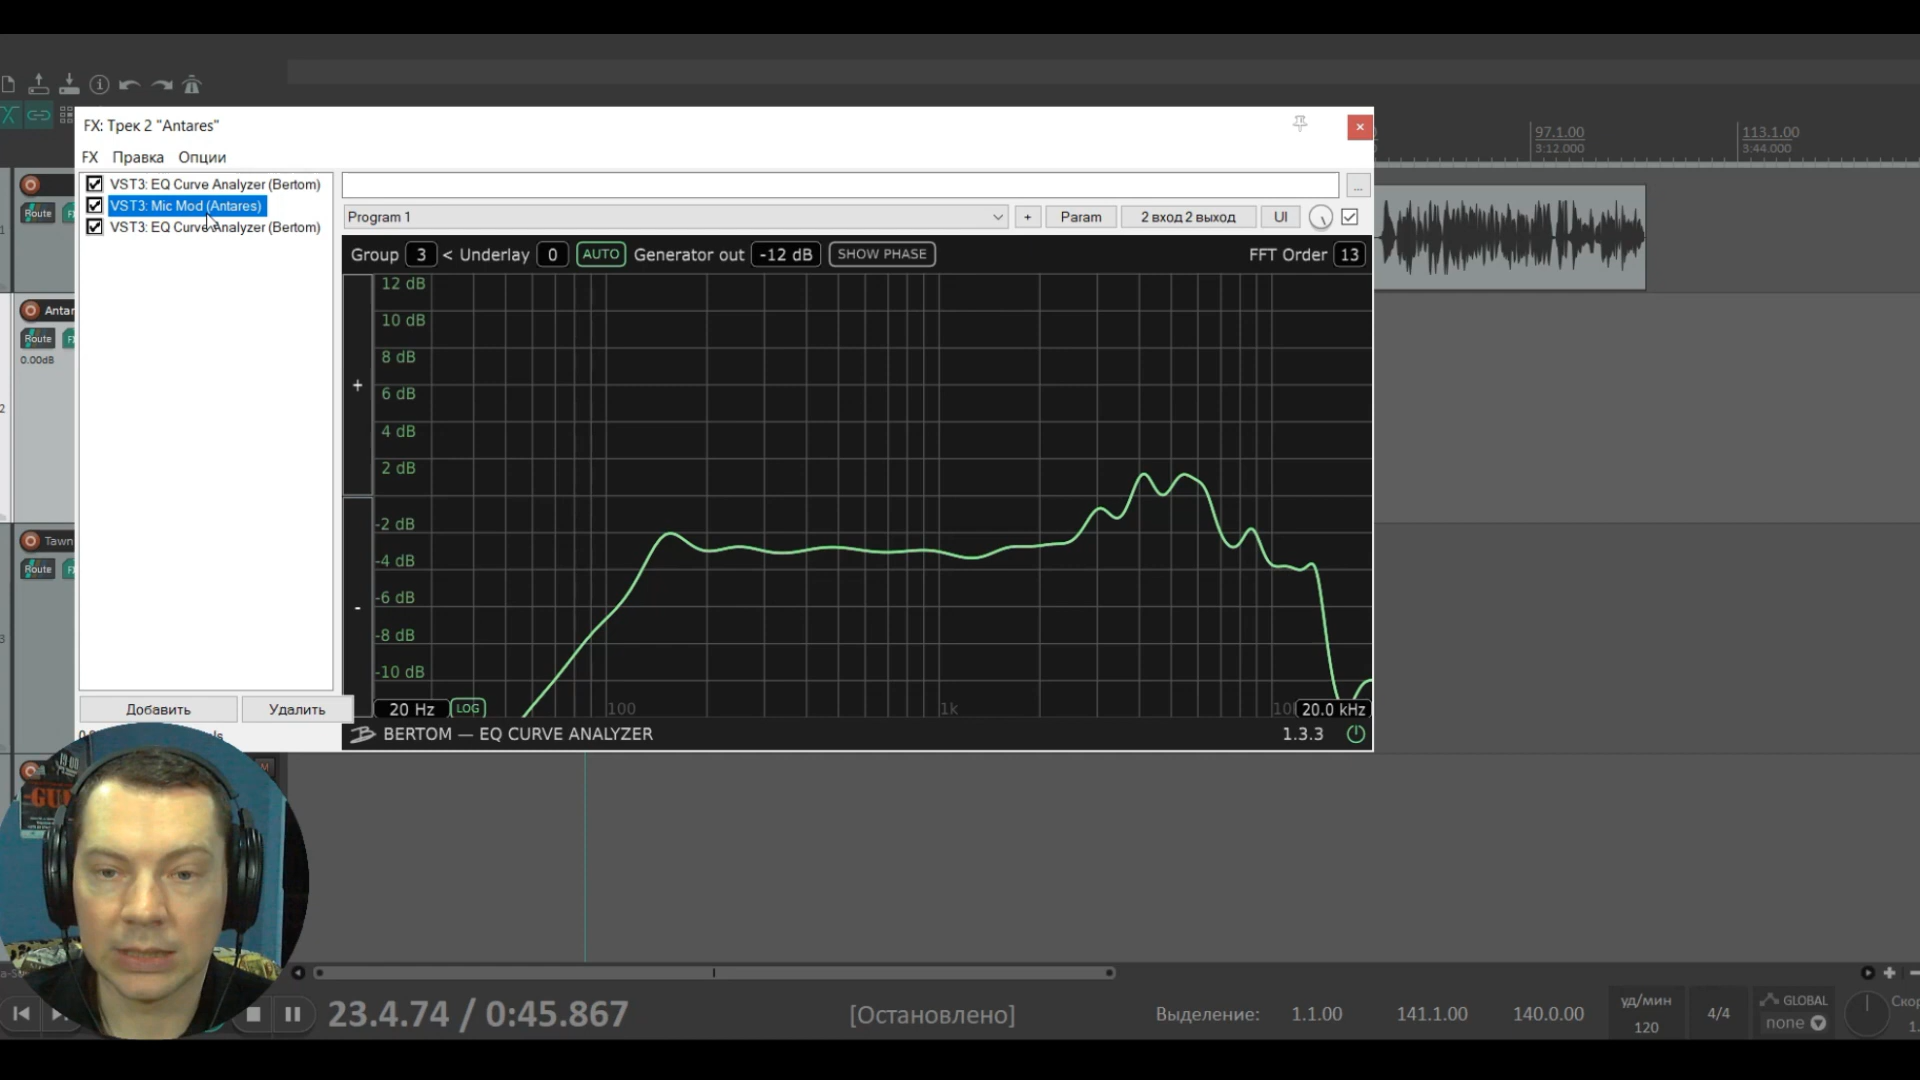 97.1.00
3:12.000
113.1.00
3:44.000
FX: Трек 2 "Antares"
FX Правка Опции
VST3: EQ Curve Analyzer (Bertom)
VST3: Mic Mod (Antares)
VST3: EQ Curve Analyzer (Bertom)
...
Program 1
+ Param 2 вход 2 выход UI
Group 3 < Underlay 0 AUTO Generator out -12 dB SHOW PHASE FFT Order 13
12 dB
10 dB
8 dB
6 dB
4 dB
2 dB
-2 dB
-4 dB
-6 dB
-8 dB
-10 dB
+
-
20 Hz LOG 100 1k 10 20.0 kHz
BERTOM — EQ CURVE ANALYZER 1.3.3
Добавить Удалить
Route
1
Antar
Route
0.00dB
2
Tawn
Route
3
M
23.4.74 / 0:45.867
[Остановлено]
Выделение: 1.1.00 141.1.00 140.0.00
уд/мин
120
4/4
GLOBAL
none